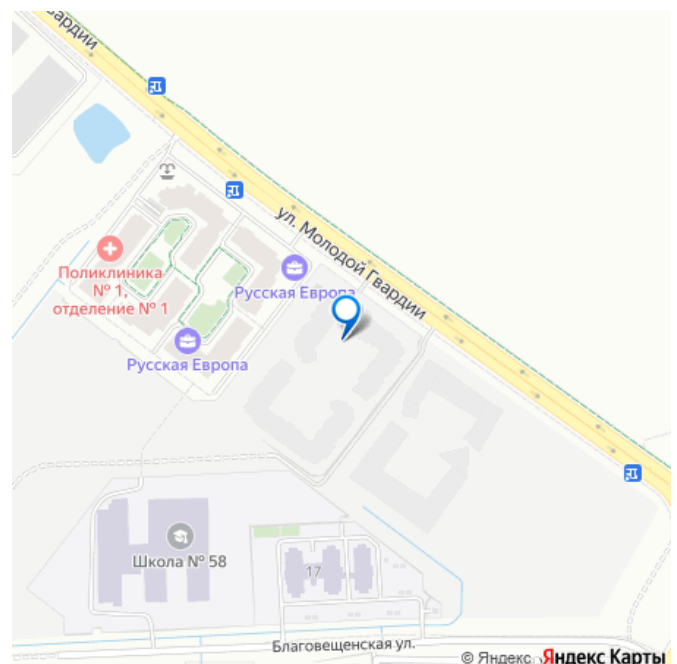 Гвардии
ул. Молодой Гвардии
Поликлиника
№ 1,
отделение № 1
Русская Европа
Русская Европа
Школа № 58
17
Благовещенская ул.
© Яндекс Яндекс Карты